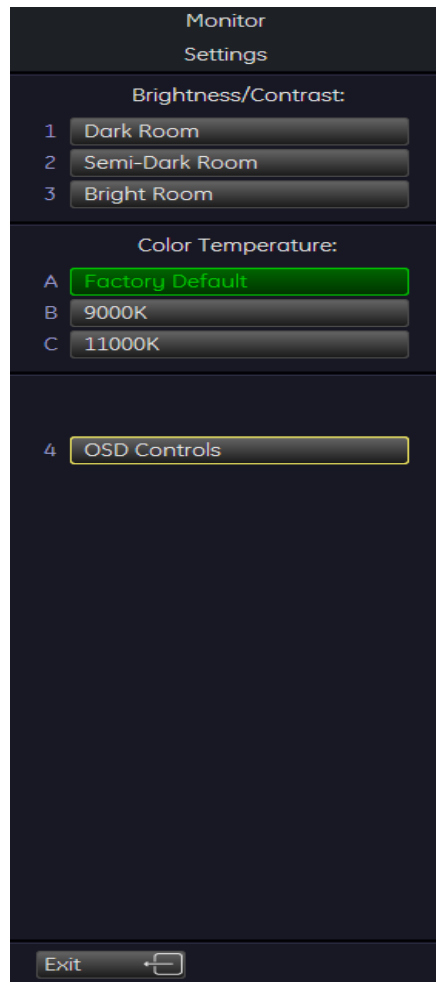 Monitor
Settings
Brightness/Contrast:
1 Dark Room
2 Semi-Dark Room
3 Bright Room
Color Temperature:
A Factory Default
B 9000K
C 11000K
4 OSD Controls
Exit